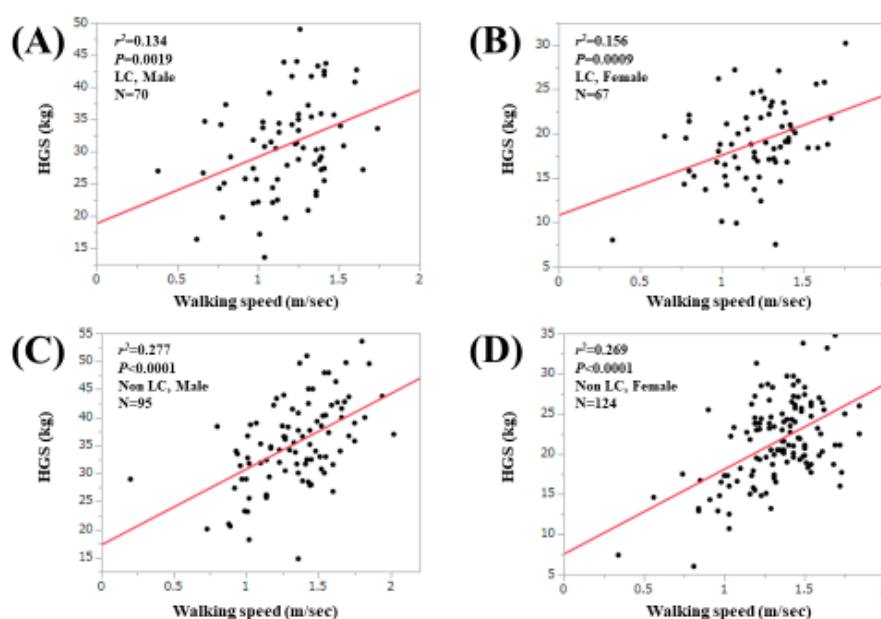 (A)
r²=0.134
P=0.0019
LC, Male
N=70
HGS (kg)
50
45
40
35
30
25
20
15
0
0.5
1
1.5
2
Walking speed (m/sec)
(B)
r²=0.156
P=0.0009
LC, Female
N=67
HGS (kg)
30
25
20
15
10
5
0
0.5
1
1.5
Walking speed (m/sec)
(C)
r²=0.277
P<0.0001
Non LC, Male
N=95
HGS (kg)
55
50
45
40
35
30
25
20
15
0
0.5
1
1.5
2
Walking speed (m/sec)
(D)
r²=0.269
P<0.0001
Non LC, Female
N=124
HGS (kg)
35
30
25
20
15
10
5
0
0.5
1
1.5
Walking speed (m/sec)